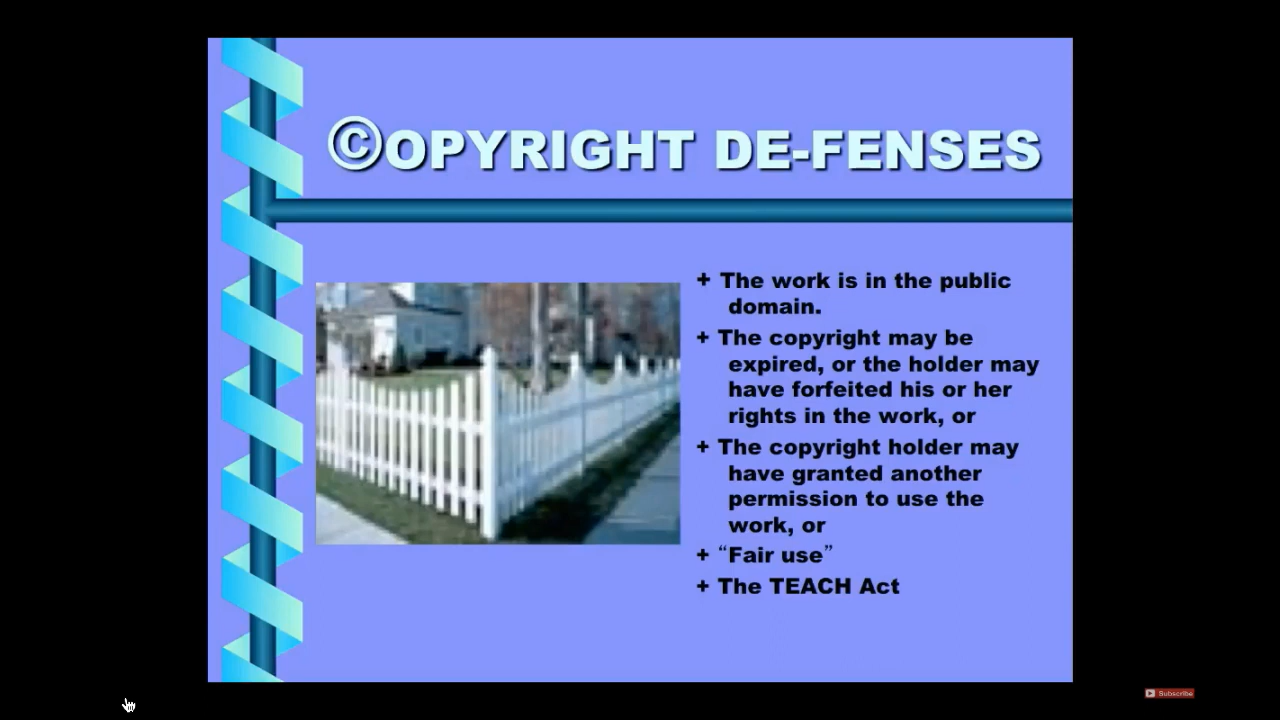 ©OPYRIGHT DE-FENSES
+ The work is in the public
domain.
+ The copyright may be
expired, or the holder may
have forfeited his or her
rights in the work, or
+ The copyright holder may
have granted another
permission to use the
work, or
+ “Fair use”
+ The TEACH Act
Subscribe